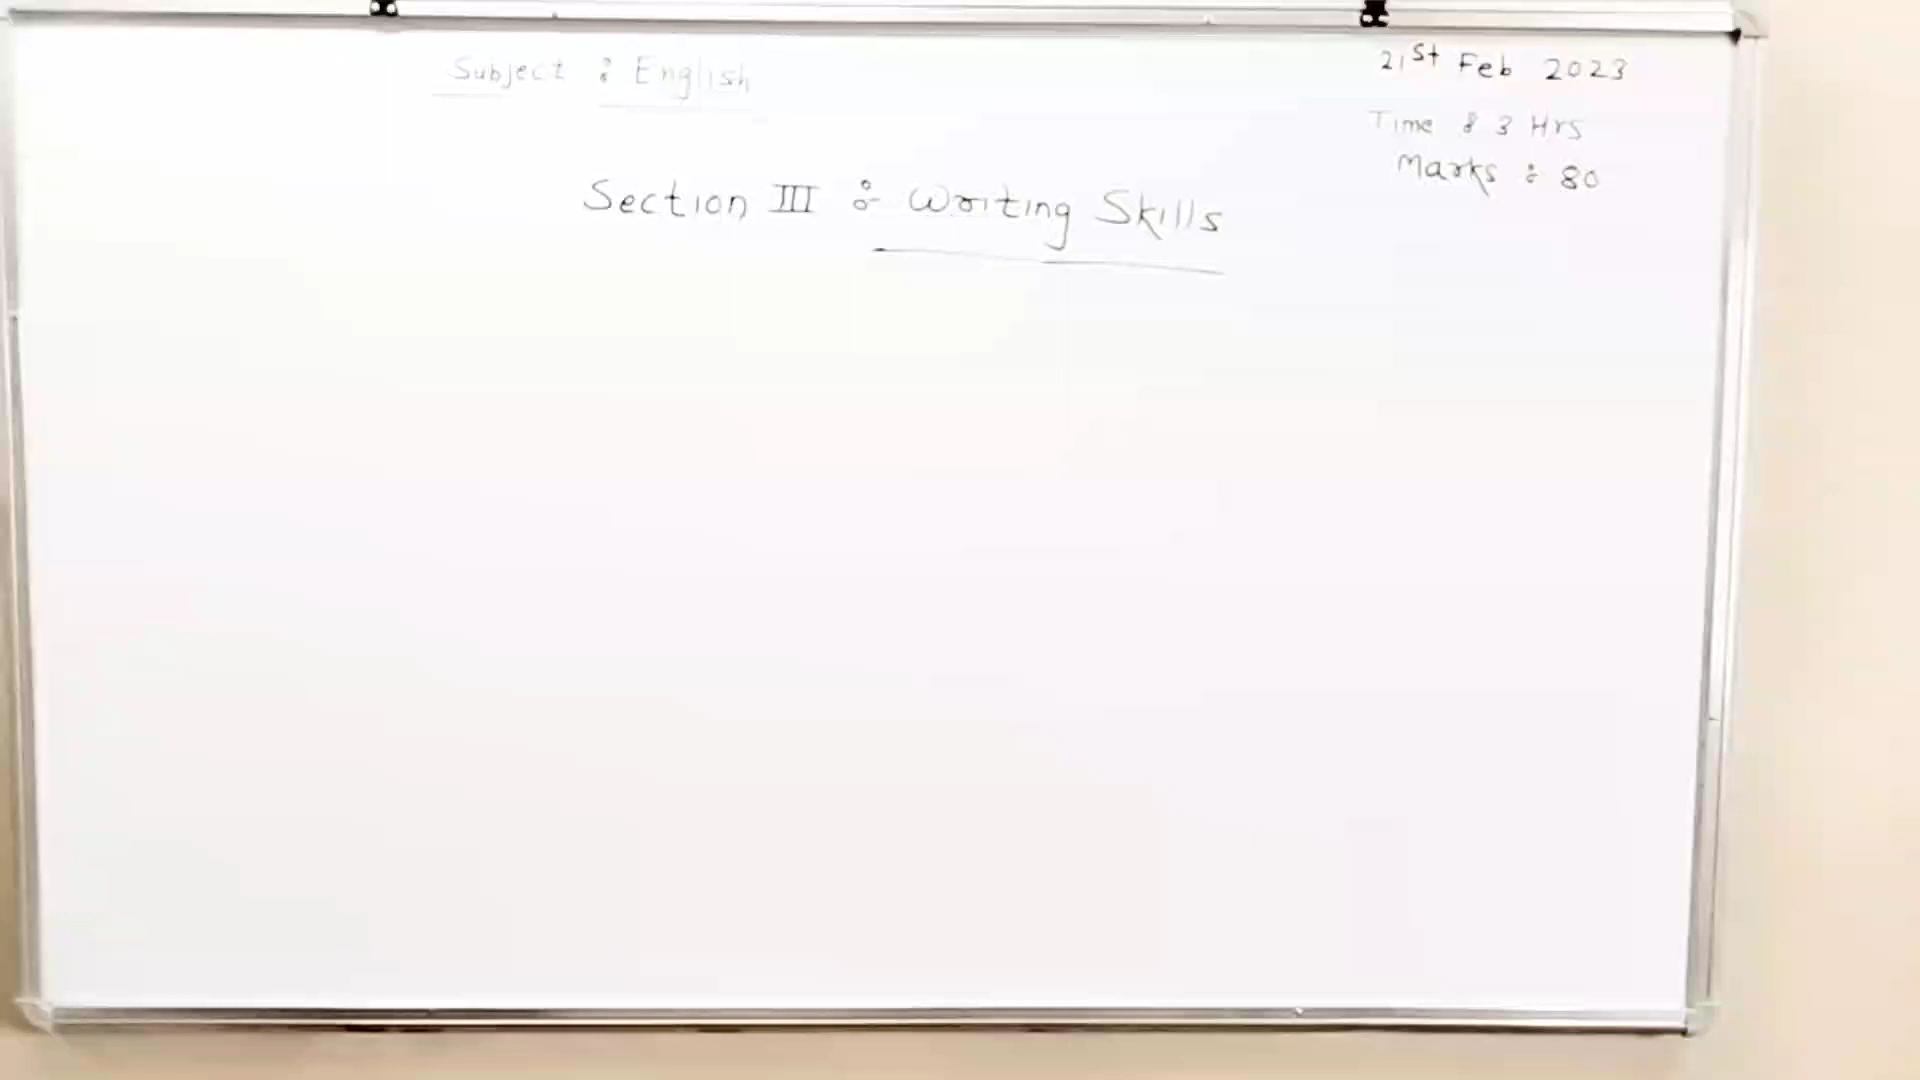 Subject : English
21st Feb 2023
Time : 3 Hrs
Marks : 80
Section III :- Writing Skills